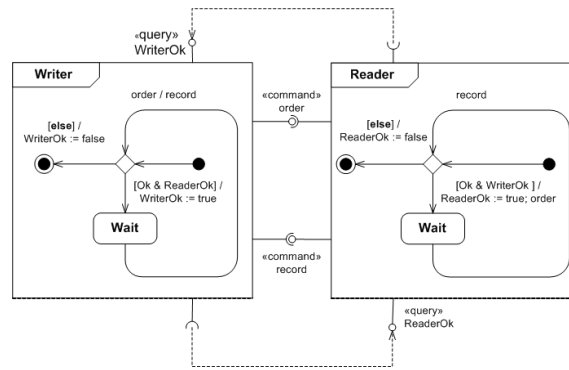 «query»
WriterOk
Writer
Reader
order / record
«command»
order
record
[else] /
WriterOk := false
[else] /
ReaderOk := false
[Ok & ReaderOk] /
WriterOk := true
[Ok & WriterOk ] /
ReaderOk := true; order
Wait
Wait
«command»
record
«query»
ReaderOk